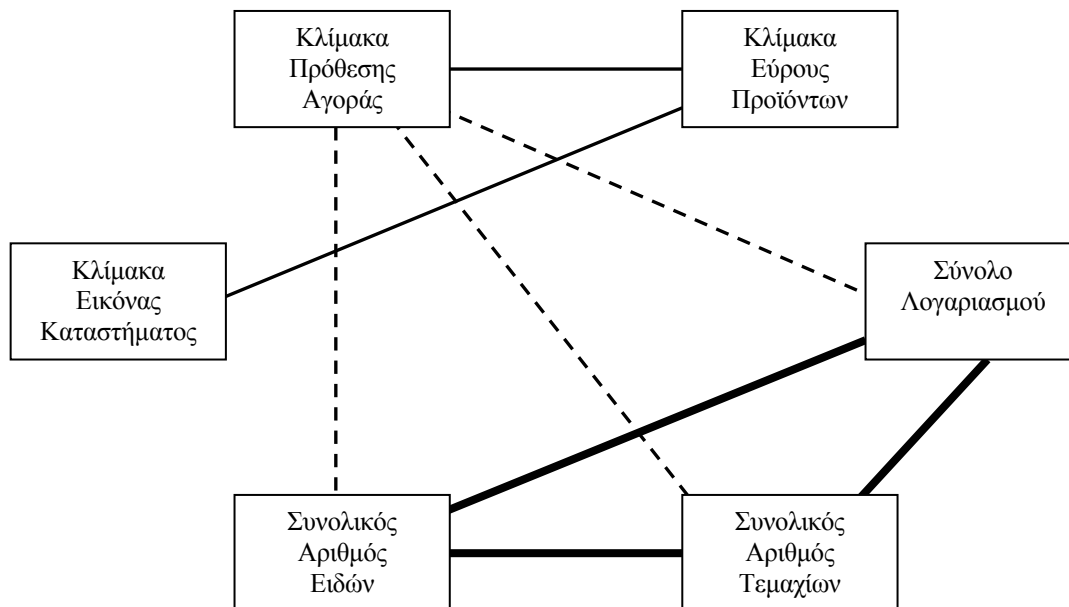 Κλίμακα
Πρόθεσης
Αγοράς
Κλίμακα
Εύρους
Προϊόντων
Κλίμακα
Εικόνας
Καταστήματος
Σύνολο
Λογαριασμού
Συνολικός
Αριθμός
Ειδών
Συνολικός
Αριθμός
Τεμαχίων